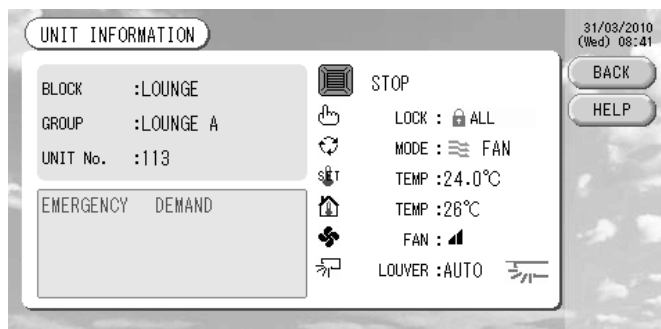 UNIT INFORMATION
31/03/2010
(Wed) 08:41
BACK
HELP
BLOCK :LOUNGE
GROUP :LOUNGE A
UNIT No. :113
EMERGENCY DEMAND
STOP
LOCK : ALL
MODE : FAN
SET TEMP :24.0℃
TEMP :26℃
FAN :
LOUVER :AUTO